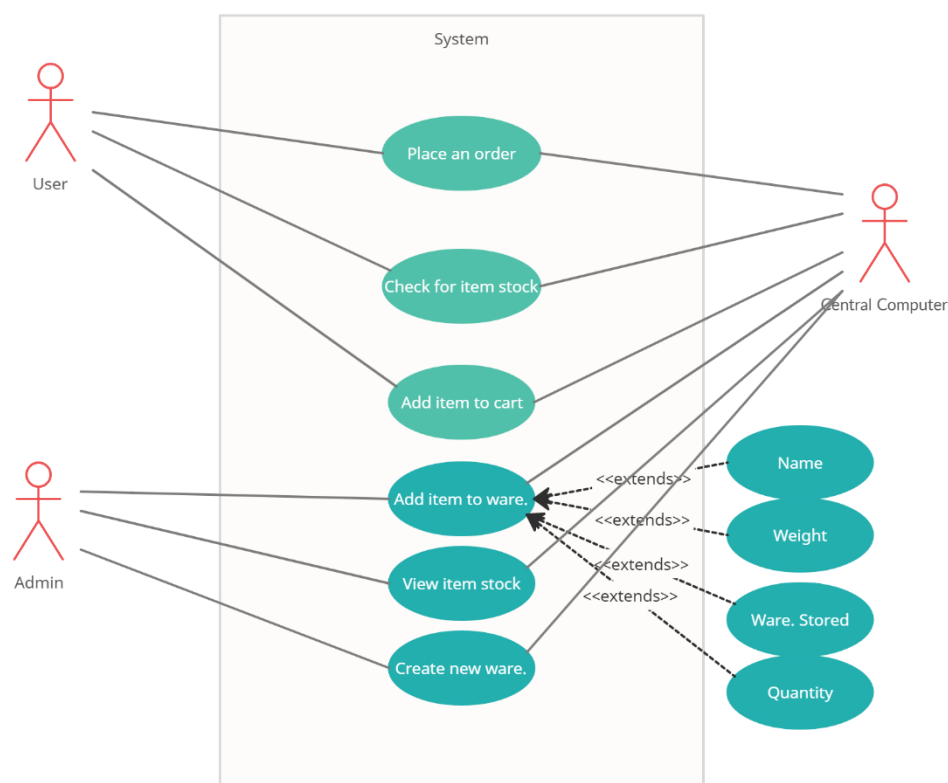 System
User
Place an order
Check for item stock
Central Computer
Add item to cart
Admin
Add item to ware.
View item stock
Create new ware.
<<extends>>
<<extends>>
<<extends>>
<<extends>>
Name
Weight
Ware. Stored
Quantity